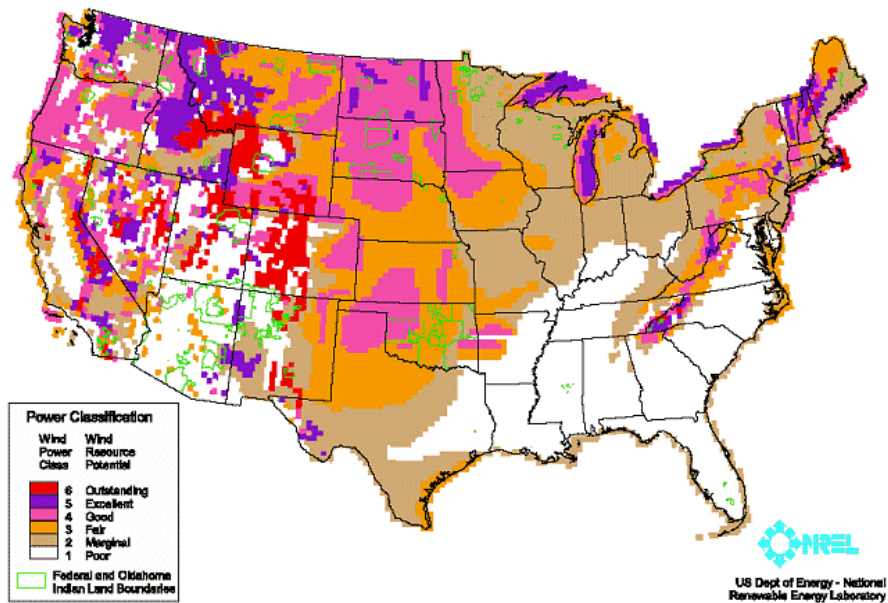 Power Classification
Wind Wind
Power Resource
Class Potential
6 Outstanding
5 Excellent
4 Good
3 Fair
2 Marginal
1 Poor
Federal and Oklahoma
Indian Land Boundaries
NREL
US Dept of Energy - National
Renewable Energy Laboratory